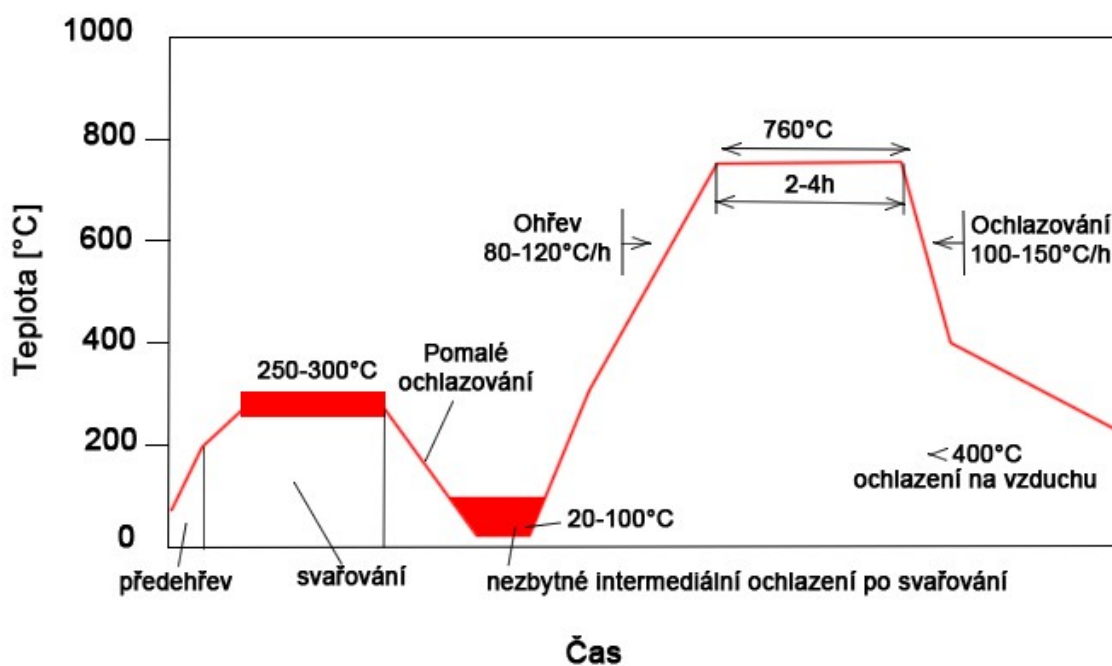 1000
800
600
400
200
0
Teplota [°C]
760°C
2-4h
Ohřev
80-120°C/h
Ochlazování
100-150°C/h
250-300°C
Pomalé
ochlazování
<400°C
ochlazení na vzduchu
20-100°C
předehřev
svařování
nezbytné intermediální ochlazení po svařování
Čas